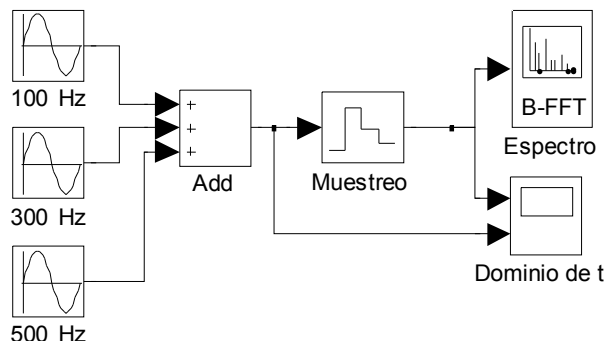 100 Hz
300 Hz
500 Hz
+
+
+
Add
Muestreo
B-FFT
Espectro
Dominio de t